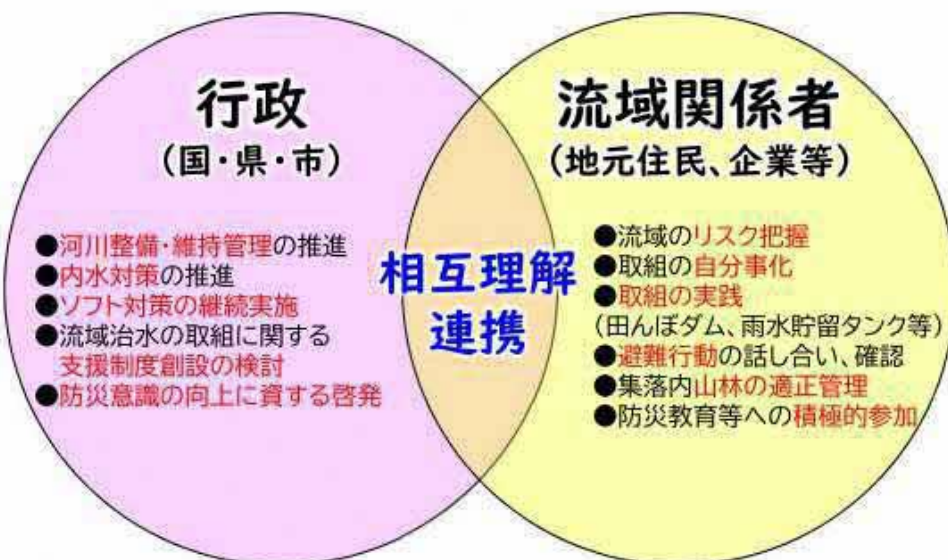 行政
(国・県・市)
●河川整備・維持管理の推進
●内水対策の推進
●ソフト対策の継続実施
●流域治水の取組に関する
支援制度創設の検討
●防災意識の向上に資する啓発
相互理解
連携
流域関係者
(地元住民、企業等)
●流域のリスク把握
●取組の自分事化
●取組の実践
(田んぼダム、雨水貯留タンク等)
●避難行動の話し合い、確認
●集落内山林の適正管理
●防災教育等への積極的参加